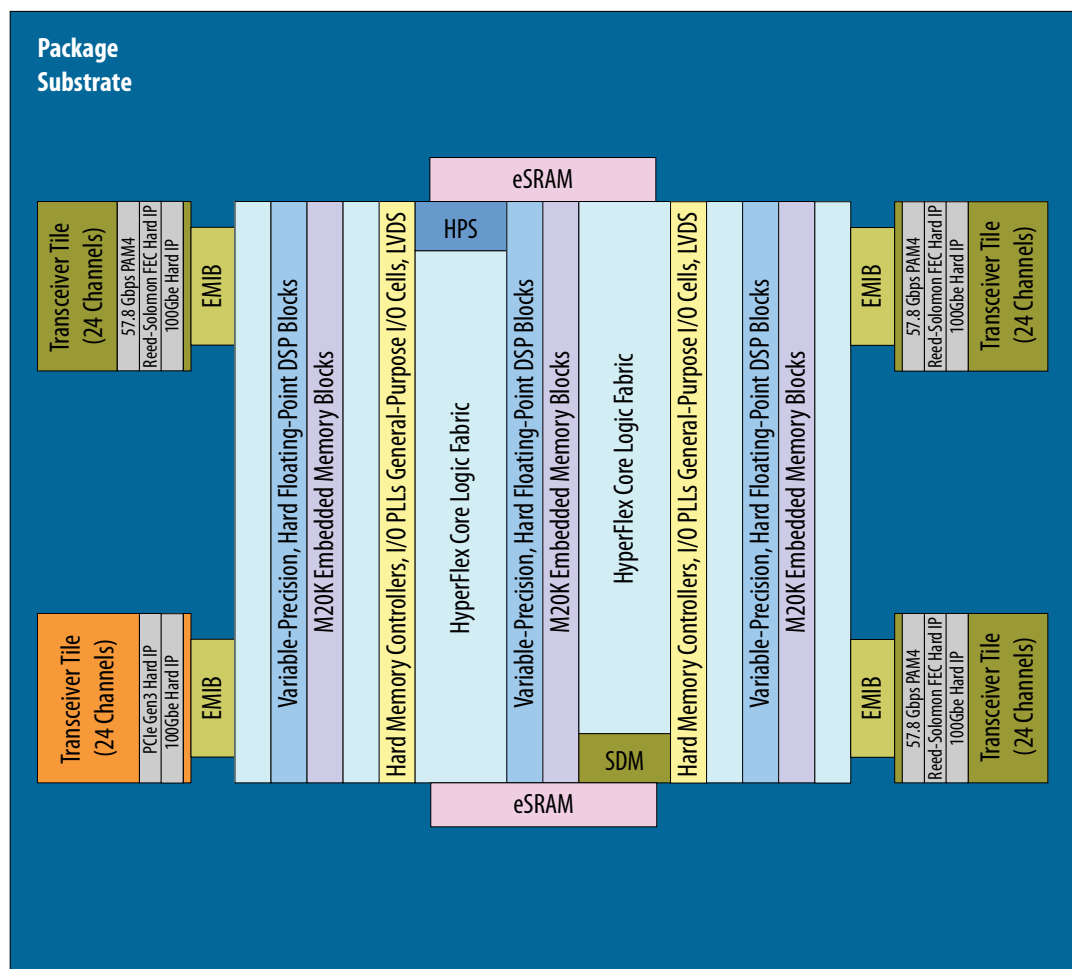 Package
Substrate
eSRAM
HPS
Transceiver Tile
(24 Channels)
57.8 Gbps PAM4
Reed-Solomon FEC Hard IP
100Gbe Hard IP
EMIB
Transceiver Tile
(24 Channels)
PCIe Gen3 Hard IP
100Gbe Hard IP
EMIB
Variable-Precision, Hard Floating-Point DSP Blocks
M20K Embedded Memory Blocks
Hard Memory Controllers, I/O PLLs General-Purpose I/O Cells, LVDS
HyperFlex Core Logic Fabric
Variable-Precision, Hard Floating-Point DSP Blocks
M20K Embedded Memory Blocks
HyperFlex Core Logic Fabric
SDM
Hard Memory Controllers, I/O PLLs General-Purpose I/O Cells, LVDS
Variable-Precision, Hard Floating-Point DSP Blocks
M20K Embedded Memory Blocks
EMIB
57.8 Gbps PAM4
Reed-Solomon FEC Hard IP
100Gbe Hard IP
Transceiver Tile
(24 Channels)
EMIB
57.8 Gbps PAM4
Reed-Solomon FEC Hard IP
100Gbe Hard IP
Transceiver Tile
(24 Channels)
eSRAM